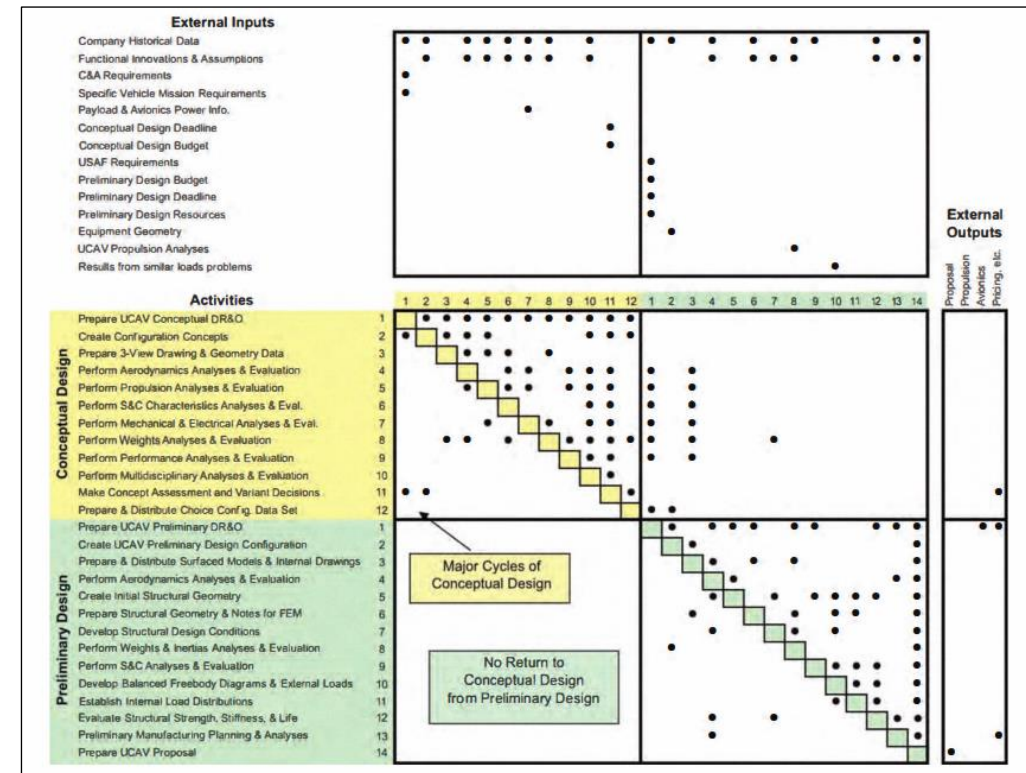 External Inputs
Company Historical Data
Functional Innovations & Assumptions
C&A Requirements
Specific Vehicle Mission Requirements
Payload & Avionics Power Info.
Conceptual Design Deadline
Conceptual Design Budget
USAF Requirements
Preliminary Design Budget
Preliminary Design Deadline
Preliminary Design Resources
Equipment Geometry
UCAV Propulsion Analyses
Results from similar loads problems
External
Outputs
Proposal
Propulsion
Avionics
Pricing, etc.
Activities
1 2 3 4 5 6 7 8 9 10 11 12 1 2 3 4 5 6 7 8 9 10 11 12 13 14
Conceptual Design
Prepare UCAV Conceptual DR&O 1
Create Configuration Concepts 2
Prepare 3-View Drawing & Geometry Data 3
Perform Aerodynamics Analyses & Evaluation 4
Perform Propulsion Analyses & Evaluation 5
Perform S&C Characteristics Analyses & Eval. 6
Perform Mechanical & Electrical Analyses & Eval. 7
Perform Weights Analyses & Evaluation 8
Perform Performance Analyses & Evaluation 9
Perform Multidisciplinary Analyses & Evaluation 10
Make Concept Assessment and Variant Decisions 11
Prepare & Distribute Choice Config. Data Set 12
Preliminary Design
Prepare UCAV Preliminary DR&O 1
Create UCAV Preliminary Design Configuration 2
Prepare & Distribute Surfaced Models & Internal Drawings 3
Perform Aerodynamics Analyses & Evaluation 4
Create Initial Structural Geometry 5
Prepare Structural Geometry & Notes for FEM 6
Develop Structural Design Conditions 7
Perform Weights & Inertias Analyses & Evaluation 8
Perform S&C Analyses & Evaluation 9
Develop Balanced Freebody Diagrams & External Loads 10
Establish Internal Load Distributions 11
Evaluate Structural Strength, Stiffness, & Life 12
Preliminary Manufacturing Planning & Analyses 13
Prepare UCAV Proposal 14
Major Cycles of
Conceptual Design
No Return to
Conceptual Design
from Preliminary Design